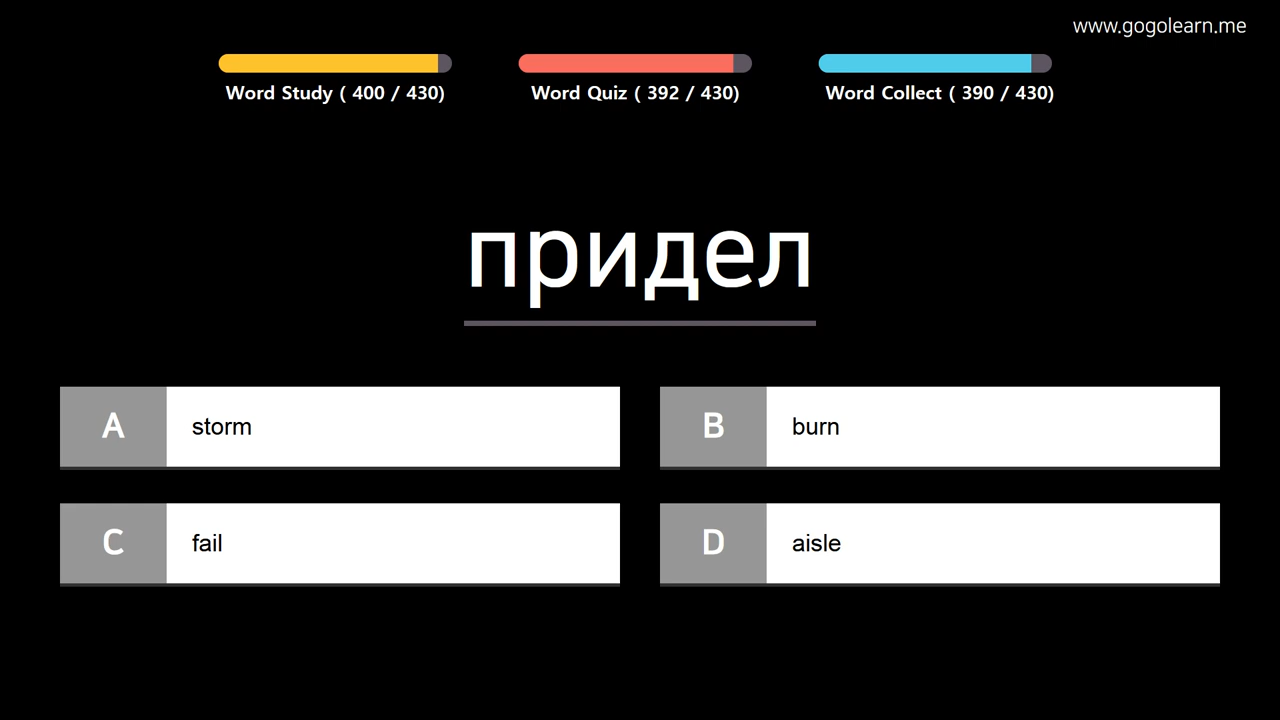 www.gogolearn.me
Word Study ( 400 / 430)
Word Quiz ( 392 / 430)
Word Collect ( 390 / 430)
придел
A storm
B burn
C fail
D aisle